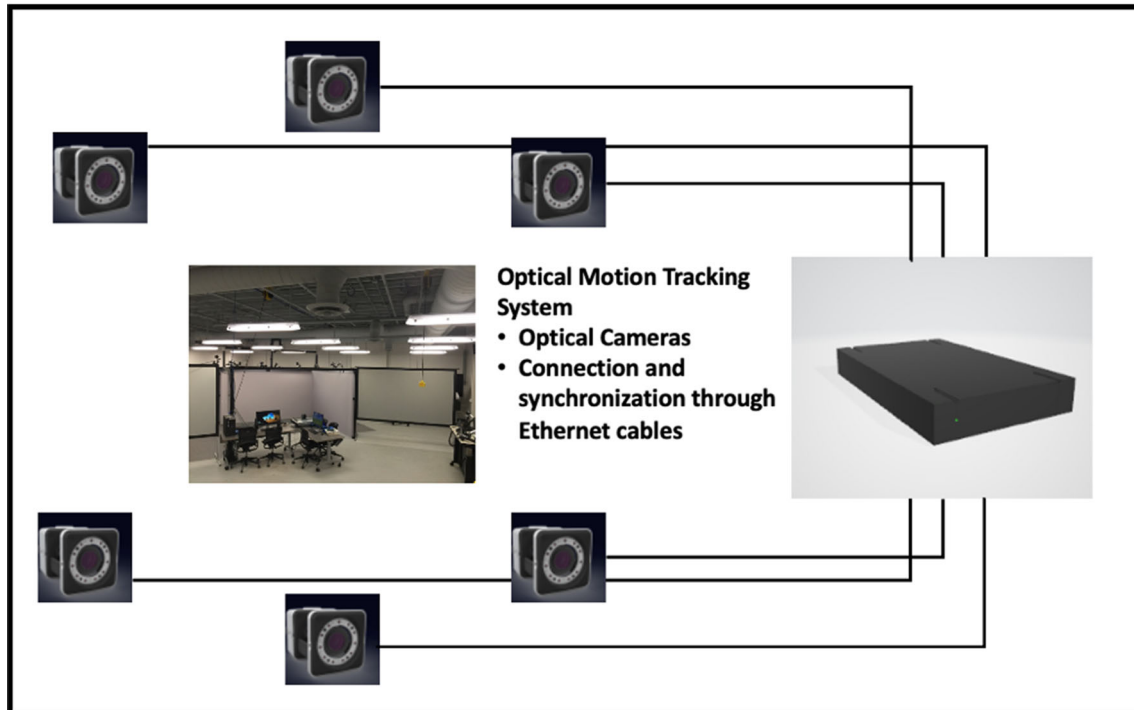 Optical Motion Tracking
System
• Optical Cameras
• Connection and
synchronization through
Ethernet cables